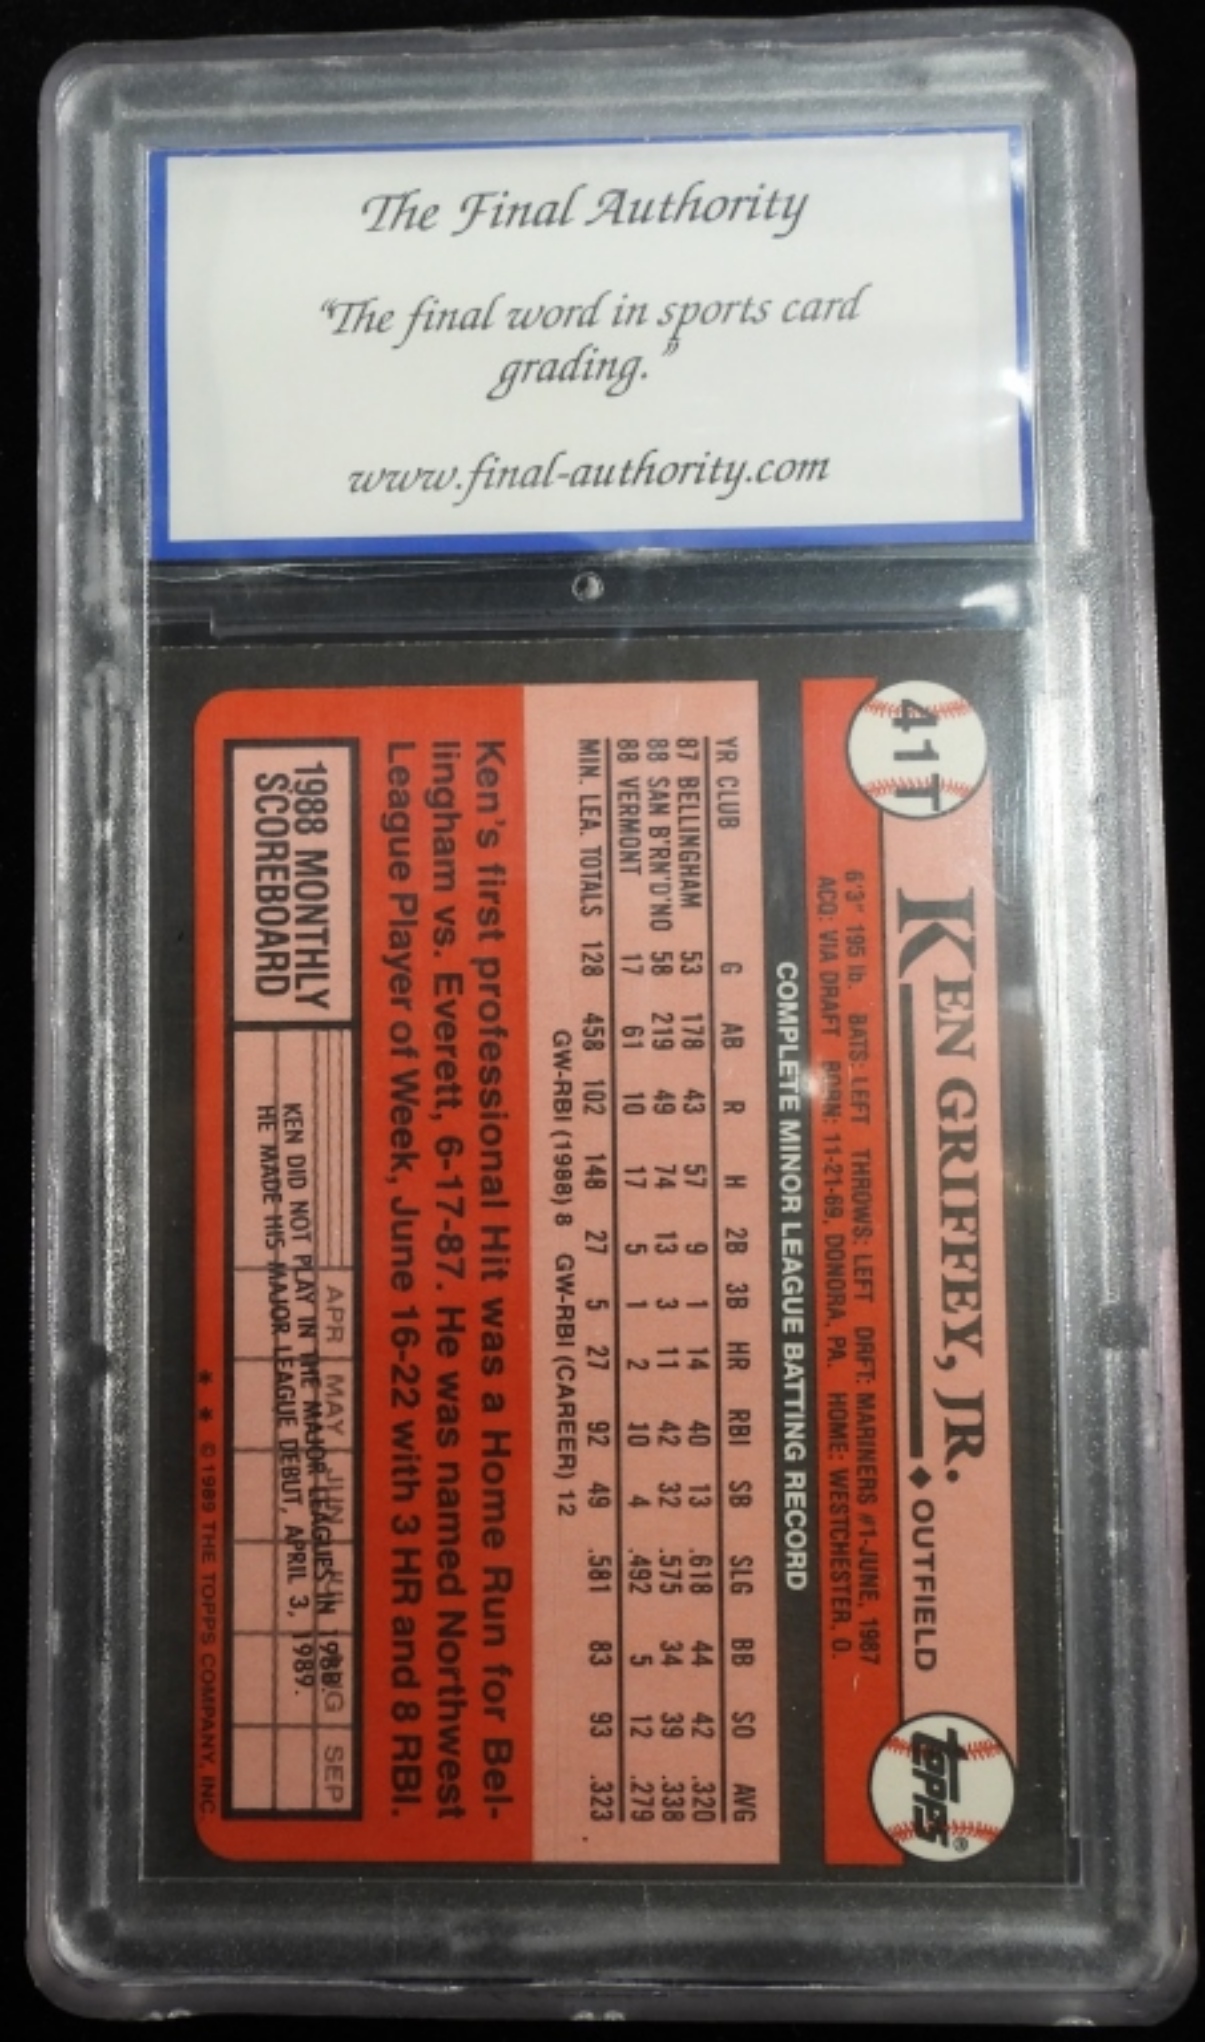 The Final Authority
“The final word in sports card
grading.”
www.final-authority.com
41T
KEN GRIFFEY, JR. ♦ OUTFIELD
TOPPS®
6'3" 195 lb. BATS: LEFT THROWS: LEFT DRFT: MARINERS #1-JUNE, 1987
ACQ: VIA DRAFT BORN: 11-21-69, DONORA, PA. HOME: WESTCHESTER, O.
COMPLETE MINOR LEAGUE BATTING RECORD
YR CLUB G AB R H 2B 3B HR RBI SB SLG BB SO AVG
87 BELLINGHAM 53 178 43 57 9 1 14 40 13 .618 44 42 .320
88 SAN B'RN'D'NO 58 219 49 74 13 3 11 42 32 .575 34 39 .338
88 VERMONT 17 61 10 17 5 1 2 10 4 .492 5 12 .279
MIN. LEA. TOTALS 128 458 102 148 27 5 27 92 49 .581 83 93 .323
GW-RBI (1988) 8 GW-RBI (CAREER) 12
Ken's first professional Hit was a Home Run for Bel-
lingham vs. Everett, 6-17-87. He was named Northwest
League Player of Week, June 16-22 with 3 HR and 8 RBI.
1988 MONTHLY
SCOREBOARD
APR MAY JUN JUL AUG SEP
KEN DID NOT PLAY IN THE MAJOR LEAGUES IN 1988.
HE MADE HIS MAJOR LEAGUE DEBUT, APRIL 3, 1989.
* * © 1989 THE TOPPS COMPANY, INC.